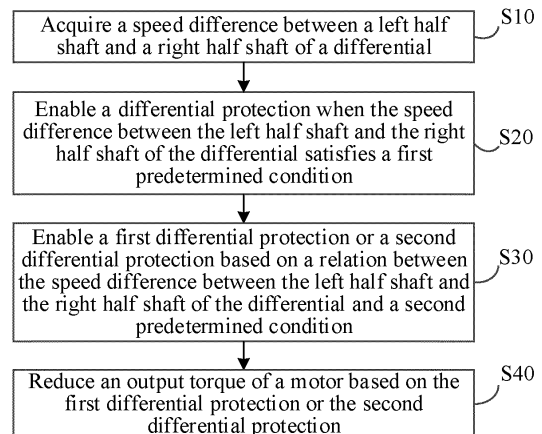 Acquire a speed difference between a left half
shaft and a right half shaft of a differential
S10
Enable a differential protection when the speed
difference between the left half shaft and the right
half shaft of the differential satisfies a first
predetermined condition
S20
Enable a first differential protection or a second
differential protection based on a relation between
the speed difference between the left half shaft and
the right half shaft of the differential and a second
predetermined condition
S30
Reduce an output torque of a motor based on the
first differential protection or the second
differential protection
S40